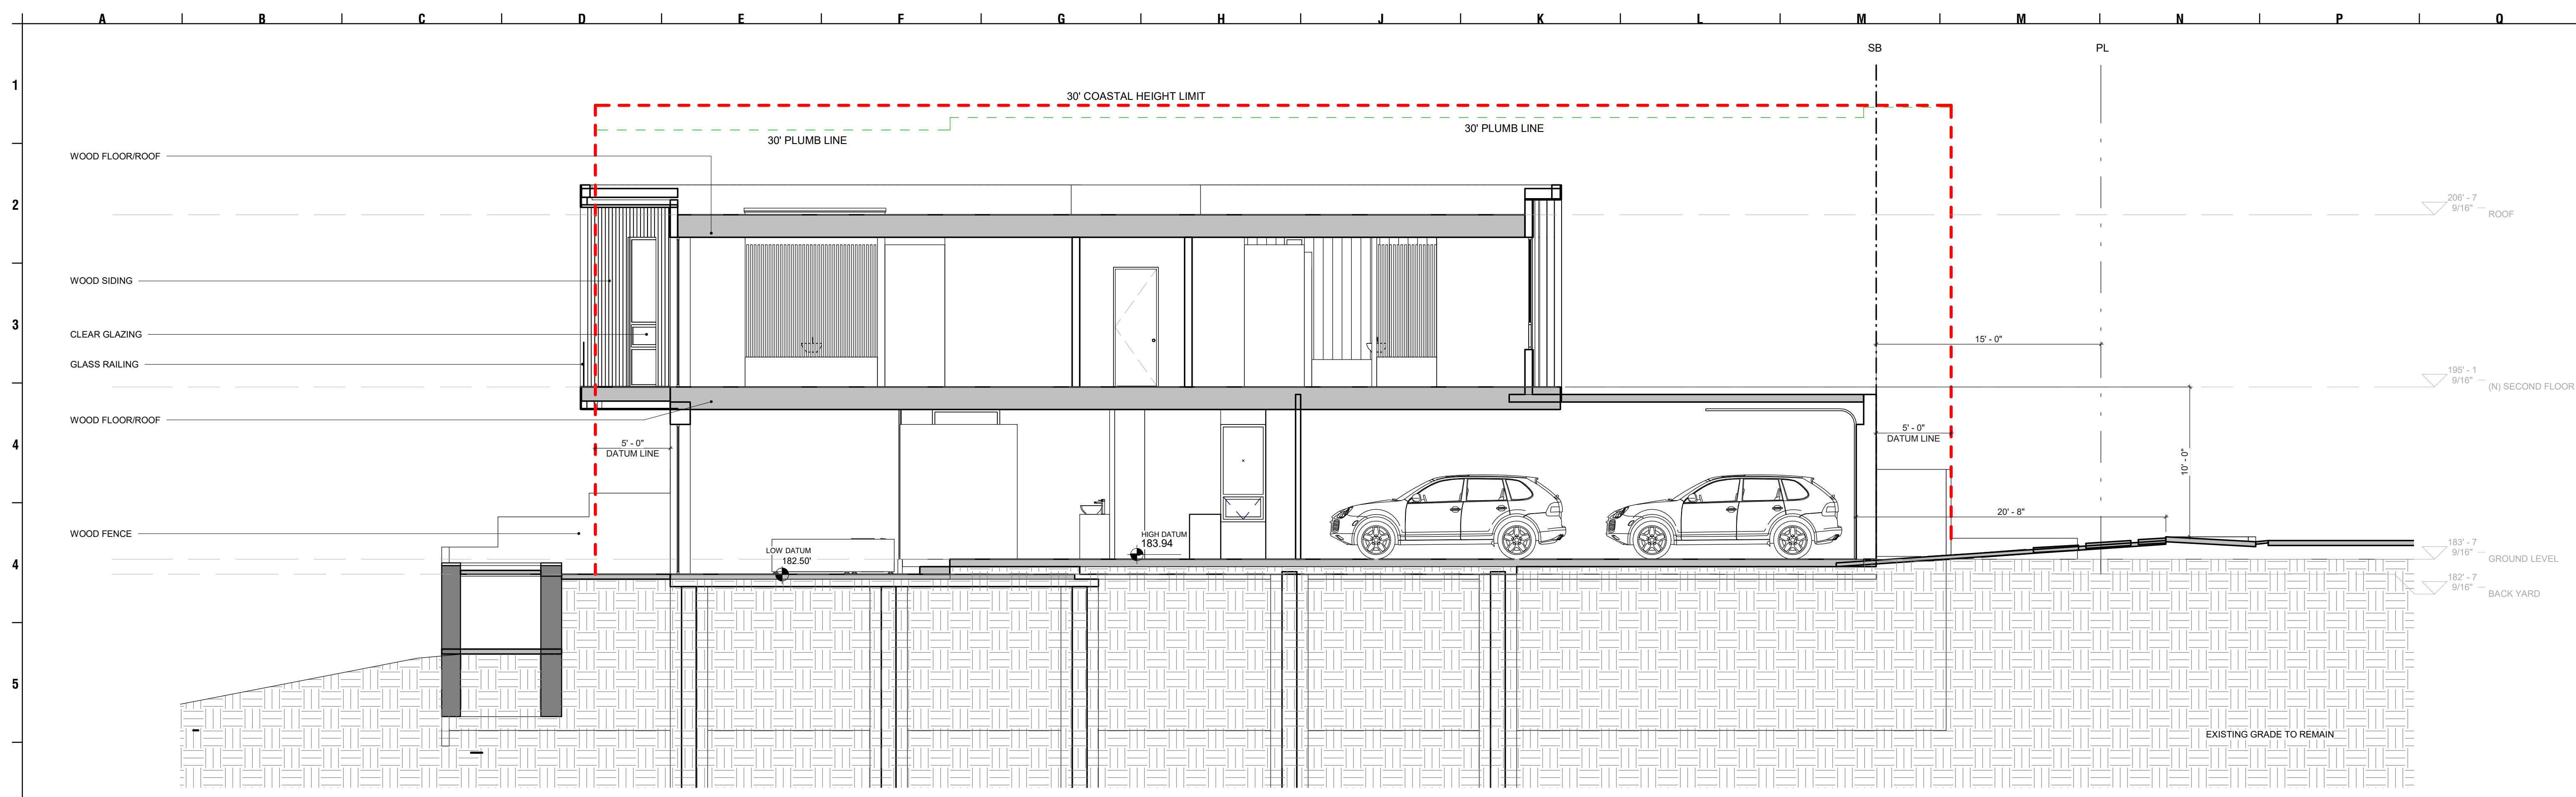 A B C D E F G H J K L M M N P Q
SB PL
1
30' COASTAL HEIGHT LIMIT
30' PLUMB LINE
30' PLUMB LINE
WOOD FLOOR/ROOF
2
206' - 7
9/16"
ROOF
WOOD SIDING
3
CLEAR GLAZING
15' - 0"
GLASS RAILING
195' - 1
9/16"
(N) SECOND FLOOR
WOOD FLOOR/ROOF
5' - 0"
DATUM LINE
5' - 0"
DATUM LINE
4
10' - 0"
20' - 8"
WOOD FENCE
HIGH DATUM
183.94
LOW DATUM
182.50'
4
183' - 7
9/16"
GROUND LEVEL
182' - 7
9/16"
BACK YARD
5
EXISTING GRADE TO REMAIN